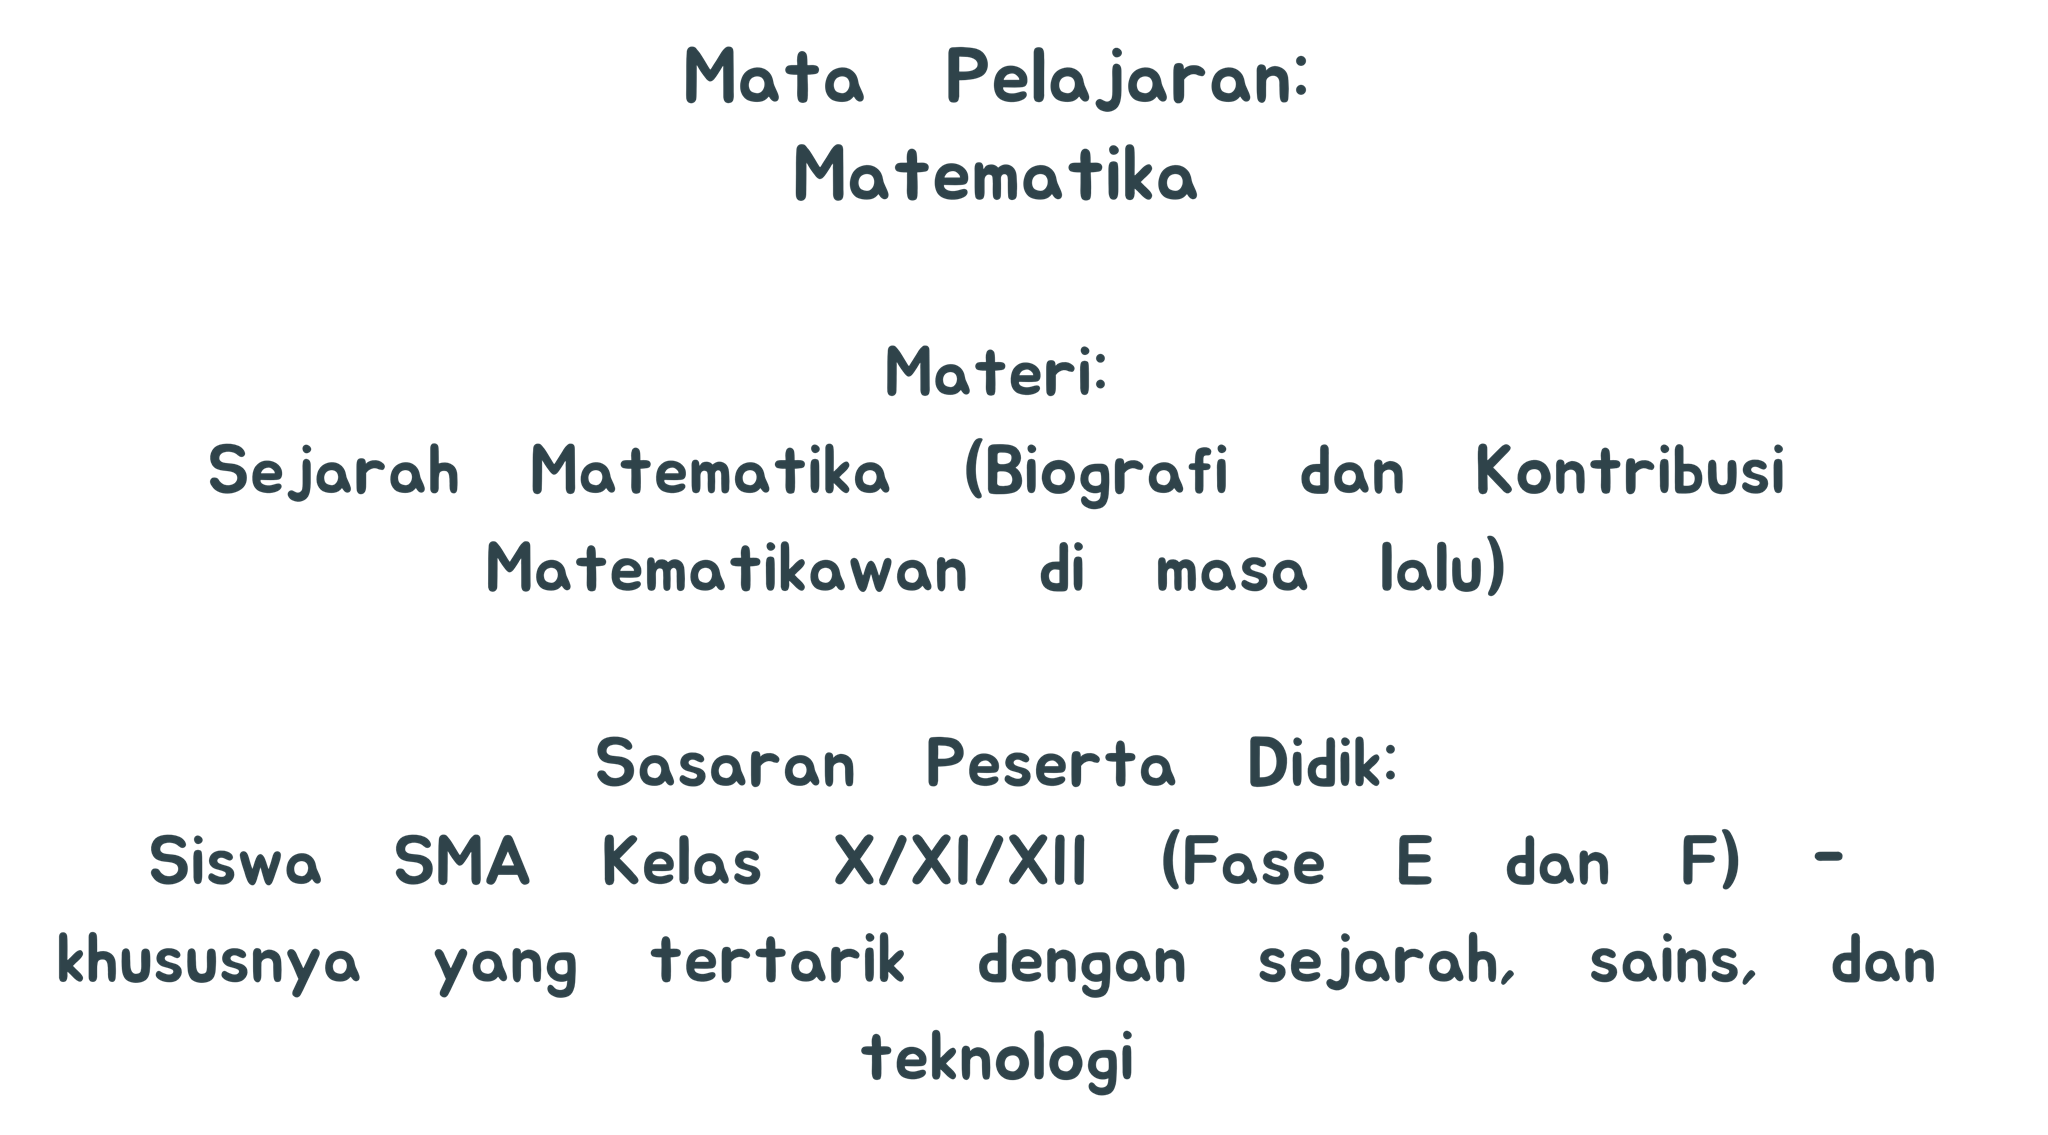 Mata Pelajaran:
Matematika
Materi:
Sejarah Matematika (Biografi dan Kontribusi
Matematikawan di masa lalu)
Sasaran Peserta Didik:
Siswa SMA Kelas X/XI/XII (Fase E dan F) -
khususnya yang tertarik dengan sejarah, sains, dan
teknologi